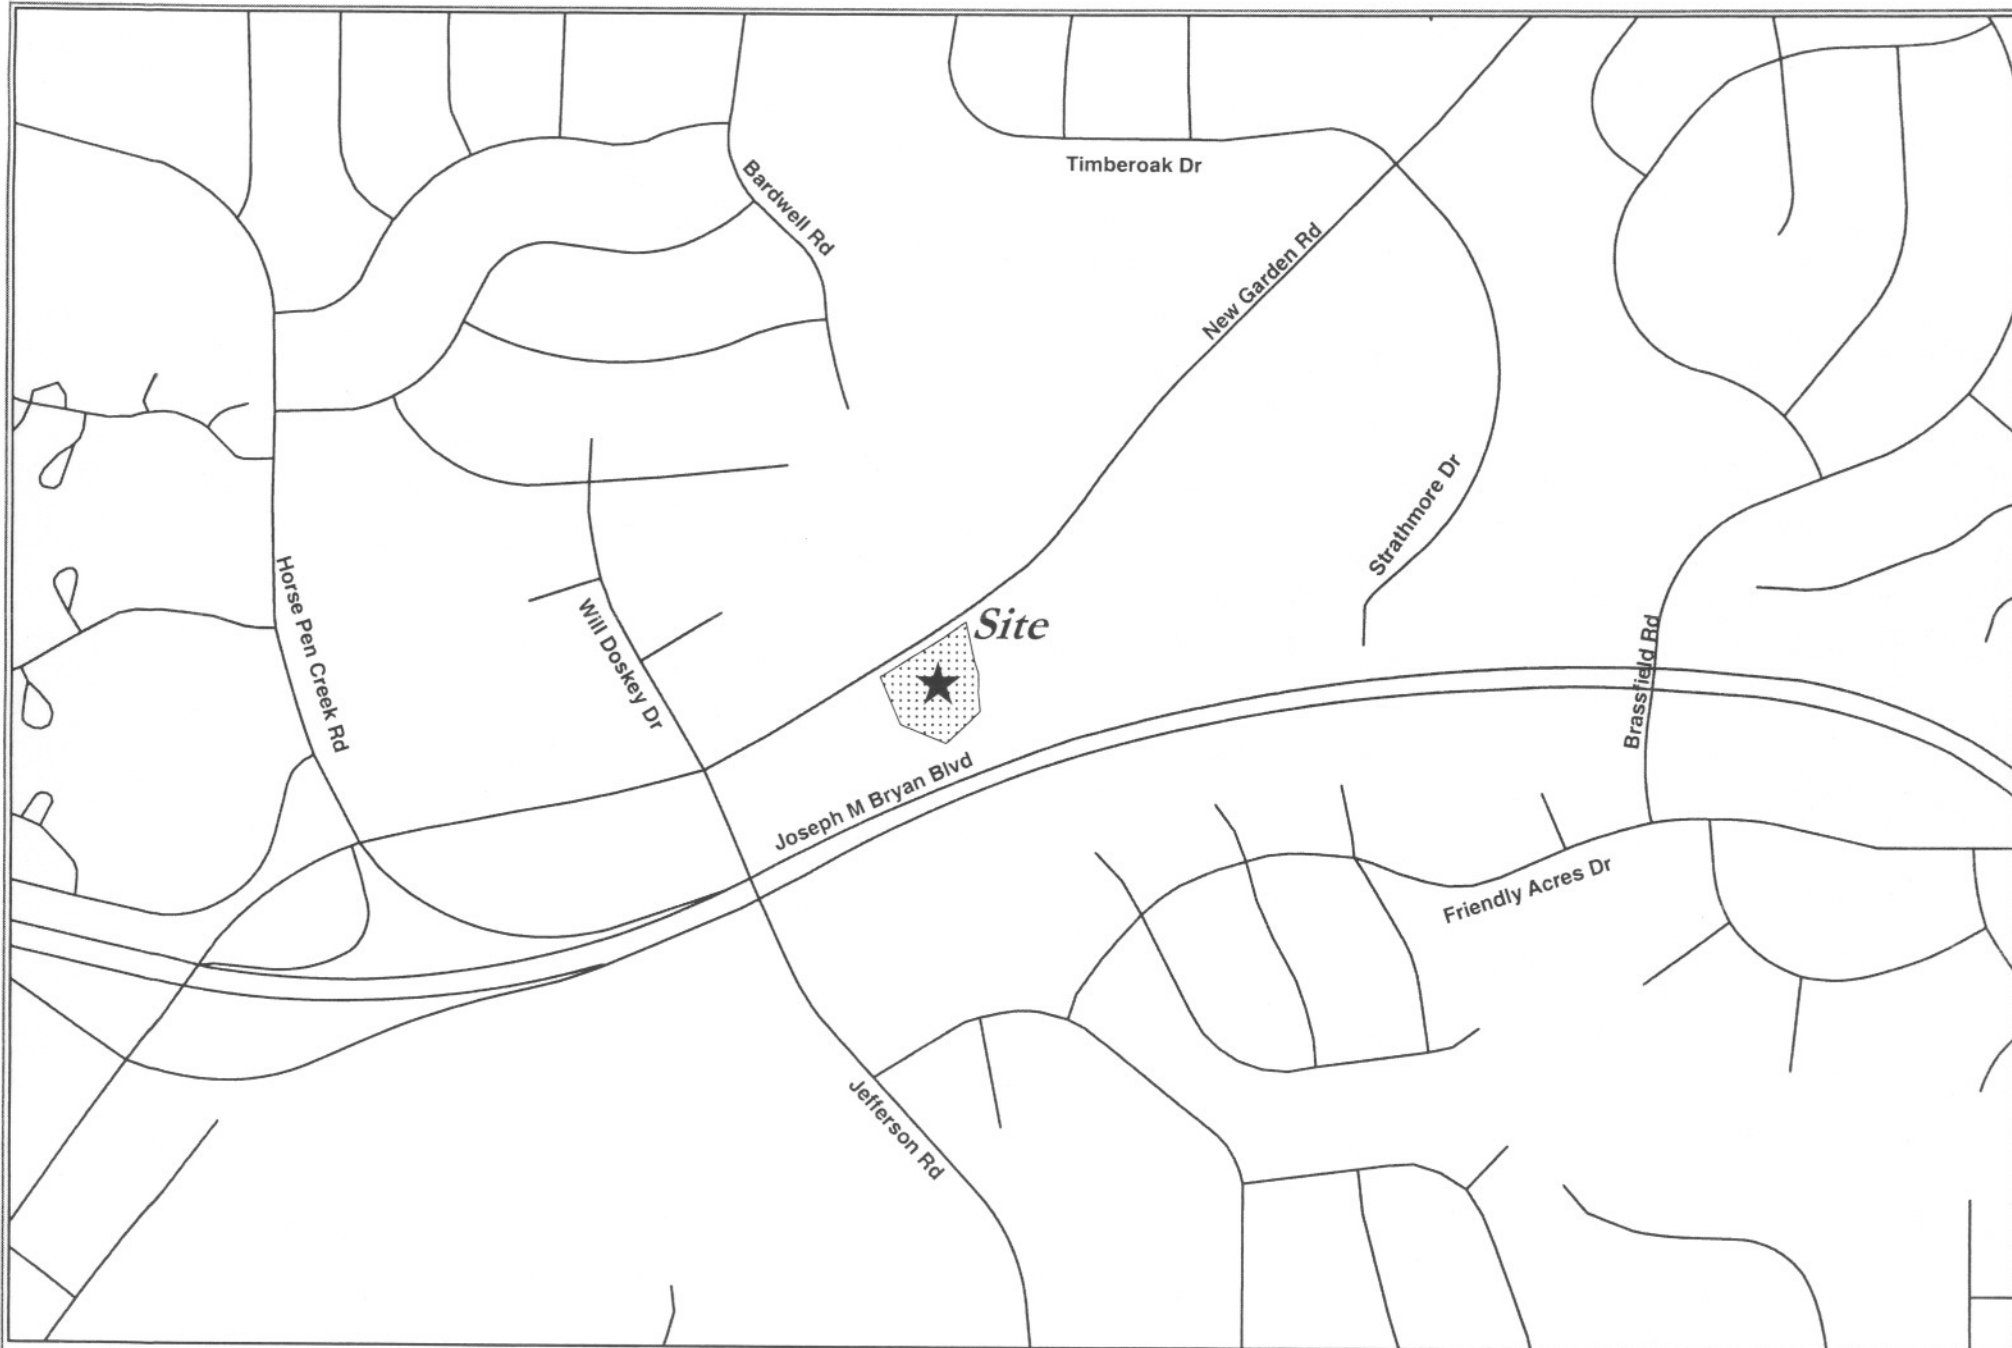 Timberoak Dr
Bardwell Rd
New Garden Rd
Strathmore Dr
Horse Pen Creek Rd
Will Doskey Dr
Site
Brassfield Rd
Joseph M Bryan Blvd
Friendly Acres Dr
Jefferson Rd